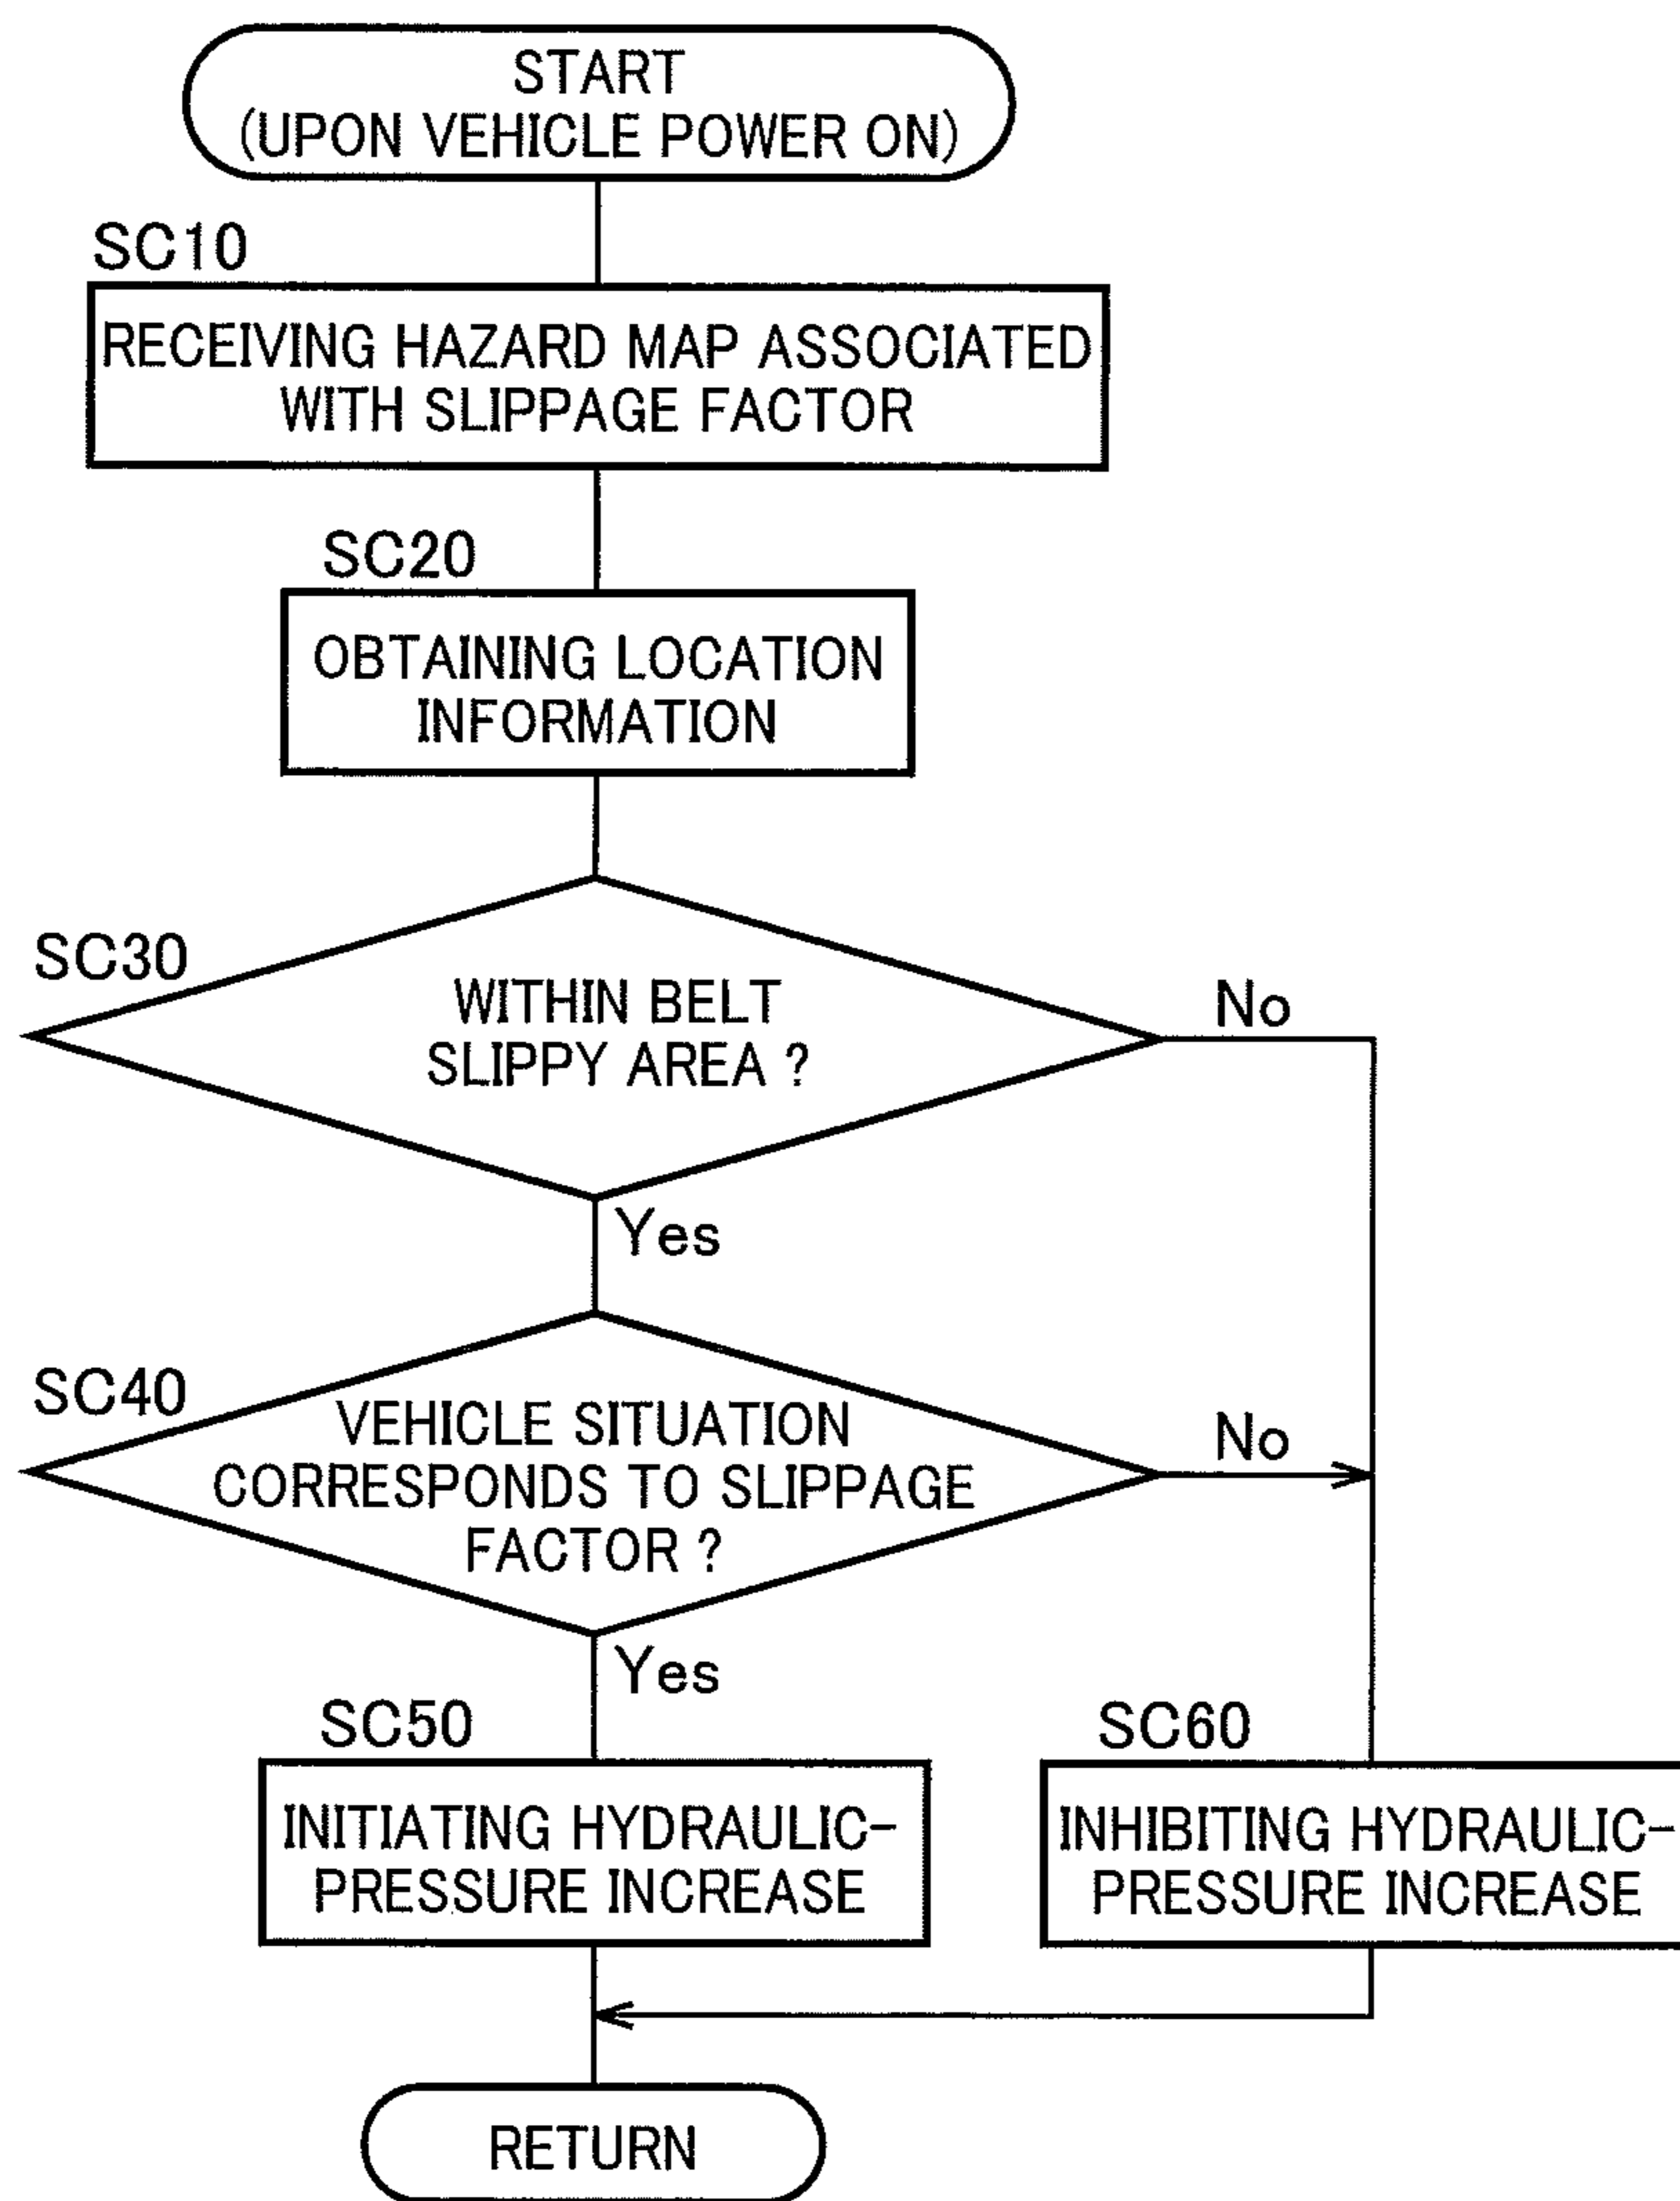 START
(UPON VEHICLE POWER ON)
SC10
RECEIVING HAZARD MAP ASSOCIATED
WITH SLIPPAGE FACTOR
SC20
OBTAINING LOCATION
INFORMATION
SC30
WITHIN BELT
SLIPPY AREA ?
No
Yes
SC40
VEHICLE SITUATION
CORRESPONDS TO SLIPPAGE
FACTOR ?
No
Yes
SC50
INITIATING HYDRAULIC-
PRESSURE INCREASE
SC60
INHIBITING HYDRAULIC-
PRESSURE INCREASE
RETURN